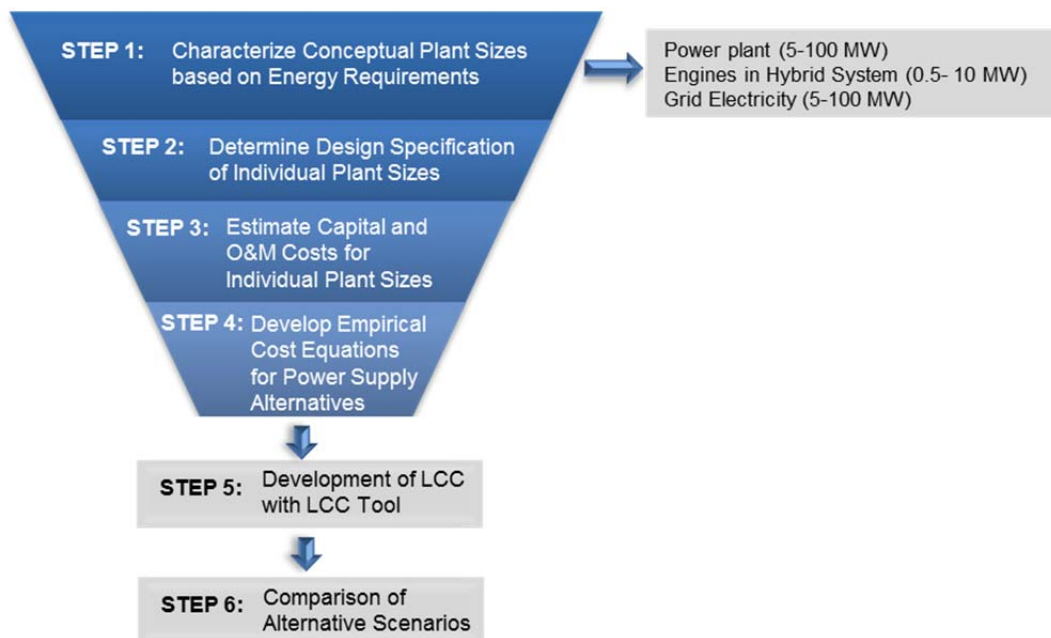 STEP 1: Characterize Conceptual Plant Sizes
based on Energy Requirements
Power plant (5-100 MW)
Engines in Hybrid System (0.5- 10 MW)
Grid Electricity (5-100 MW)
STEP 2: Determine Design Specification
of Individual Plant Sizes
STEP 3: Estimate Capital and
O&M Costs for
Individual Plant Sizes
STEP 4: Develop Empirical
Cost Equations
for Power Supply
Alternatives
STEP 5: Development of LCC
with LCC Tool
STEP 6: Comparison of
Alternative Scenarios